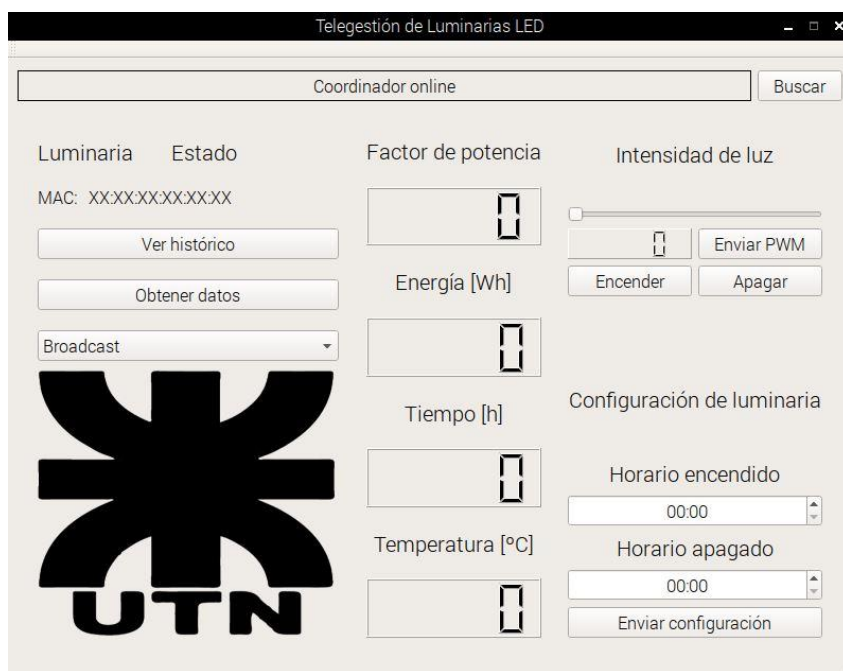 Telegestión de Luminarias LED
Coordinador online
Buscar
Luminaria Estado
MAC: XX:XX:XX:XX:XX:XX
Ver histórico
Obtener datos
Broadcast
UTN
Factor de potencia
0
Energía [Wh]
0
Tiempo [h]
0
Temperatura [ºC]
0
Intensidad de luz
0
Enviar PWM
Encender
Apagar
Configuración de luminaria
Horario encendido
00:00
Horario apagado
00:00
Enviar configuración